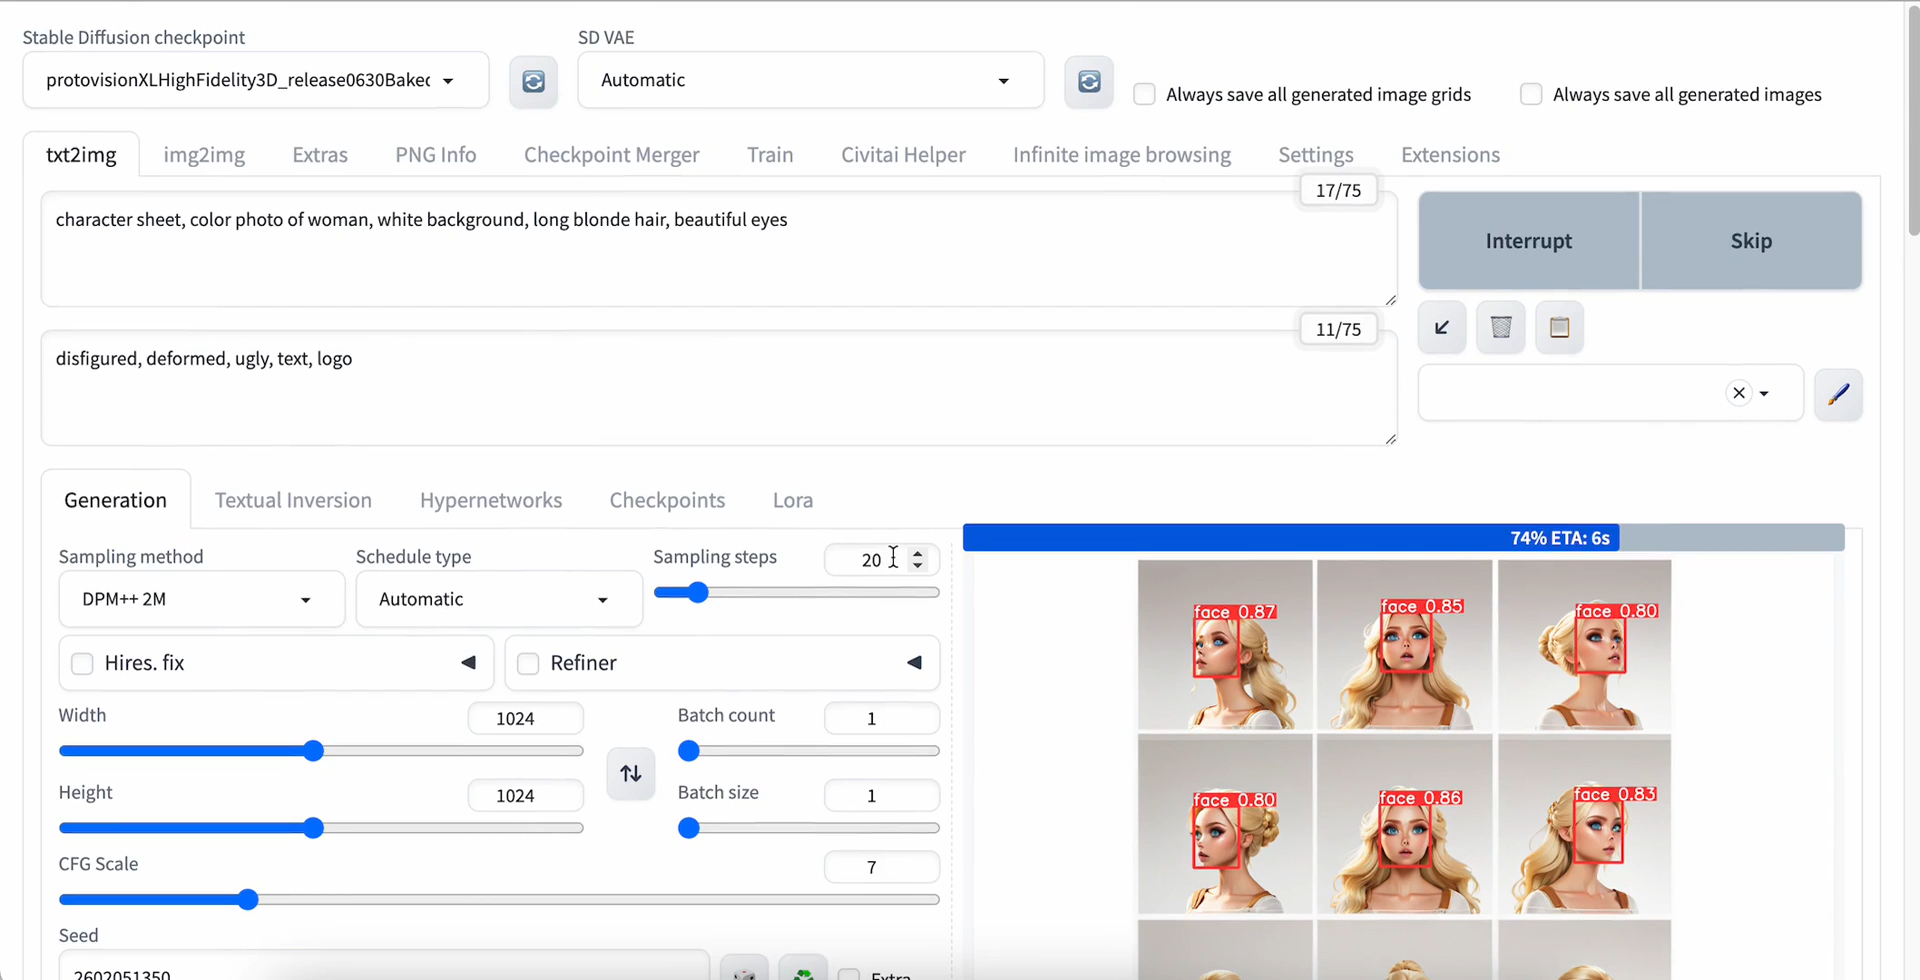 Stable Diffusion checkpoint
SD VAE
protovisionXLHighFidelity3D_release0630Bakec
Automatic
Always save all generated image grids
Always save all generated images
txt2img
img2img
Extras
PNG Info
Checkpoint Merger
Train
Civitai Helper
Infinite image browsing
Settings
Extensions
17/75
character sheet, color photo of woman, white background, long blonde hair, beautiful eyes
Interrupt
Skip
11/75
disfigured, deformed, ugly, text, logo
Generation
Textual Inversion
Hypernetworks
Checkpoints
Lora
74% ETA: 6s
Sampling method
Schedule type
Sampling steps
20
DPM++ 2M
Automatic
face 0.87
face 0.85
face 0.80
Hires. fix
Refiner
Width
1024
Batch count
1
Height
1024
Batch size
1
face 0.80
face 0.86
face 0.83
CFG Scale
7
Seed
2602051350
Extra